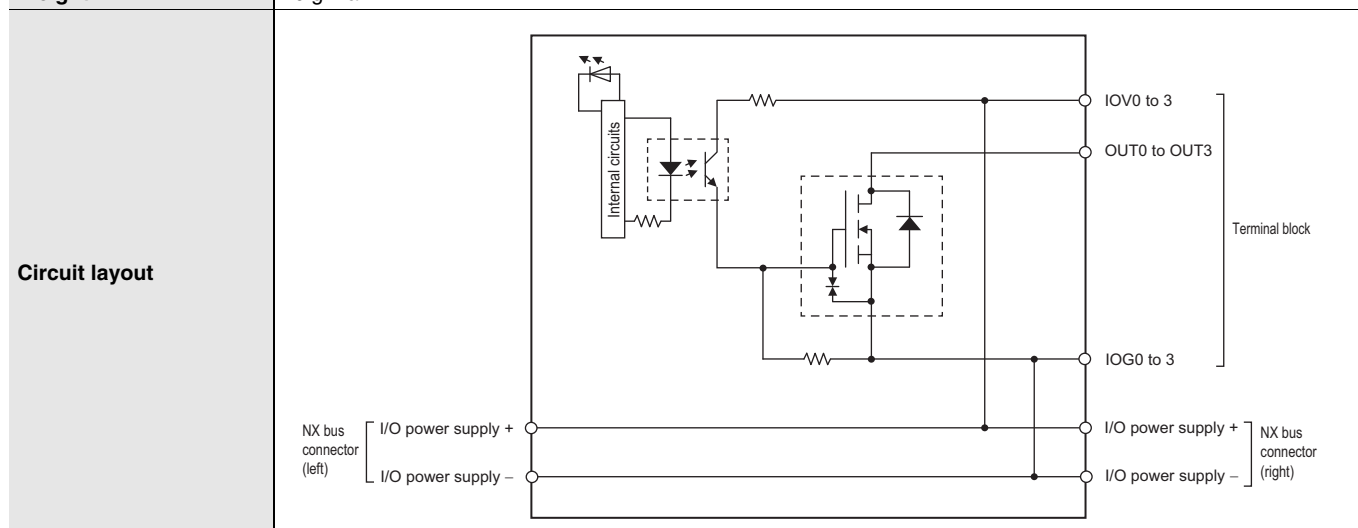 Circuit layout
Internal circuits
IOV0 to 3
OUT0 to OUT3
Terminal block
IOG0 to 3
NX bus
connector
(left)
I/O power supply +
I/O power supply –
I/O power supply +
I/O power supply –
NX bus
connector
(right)